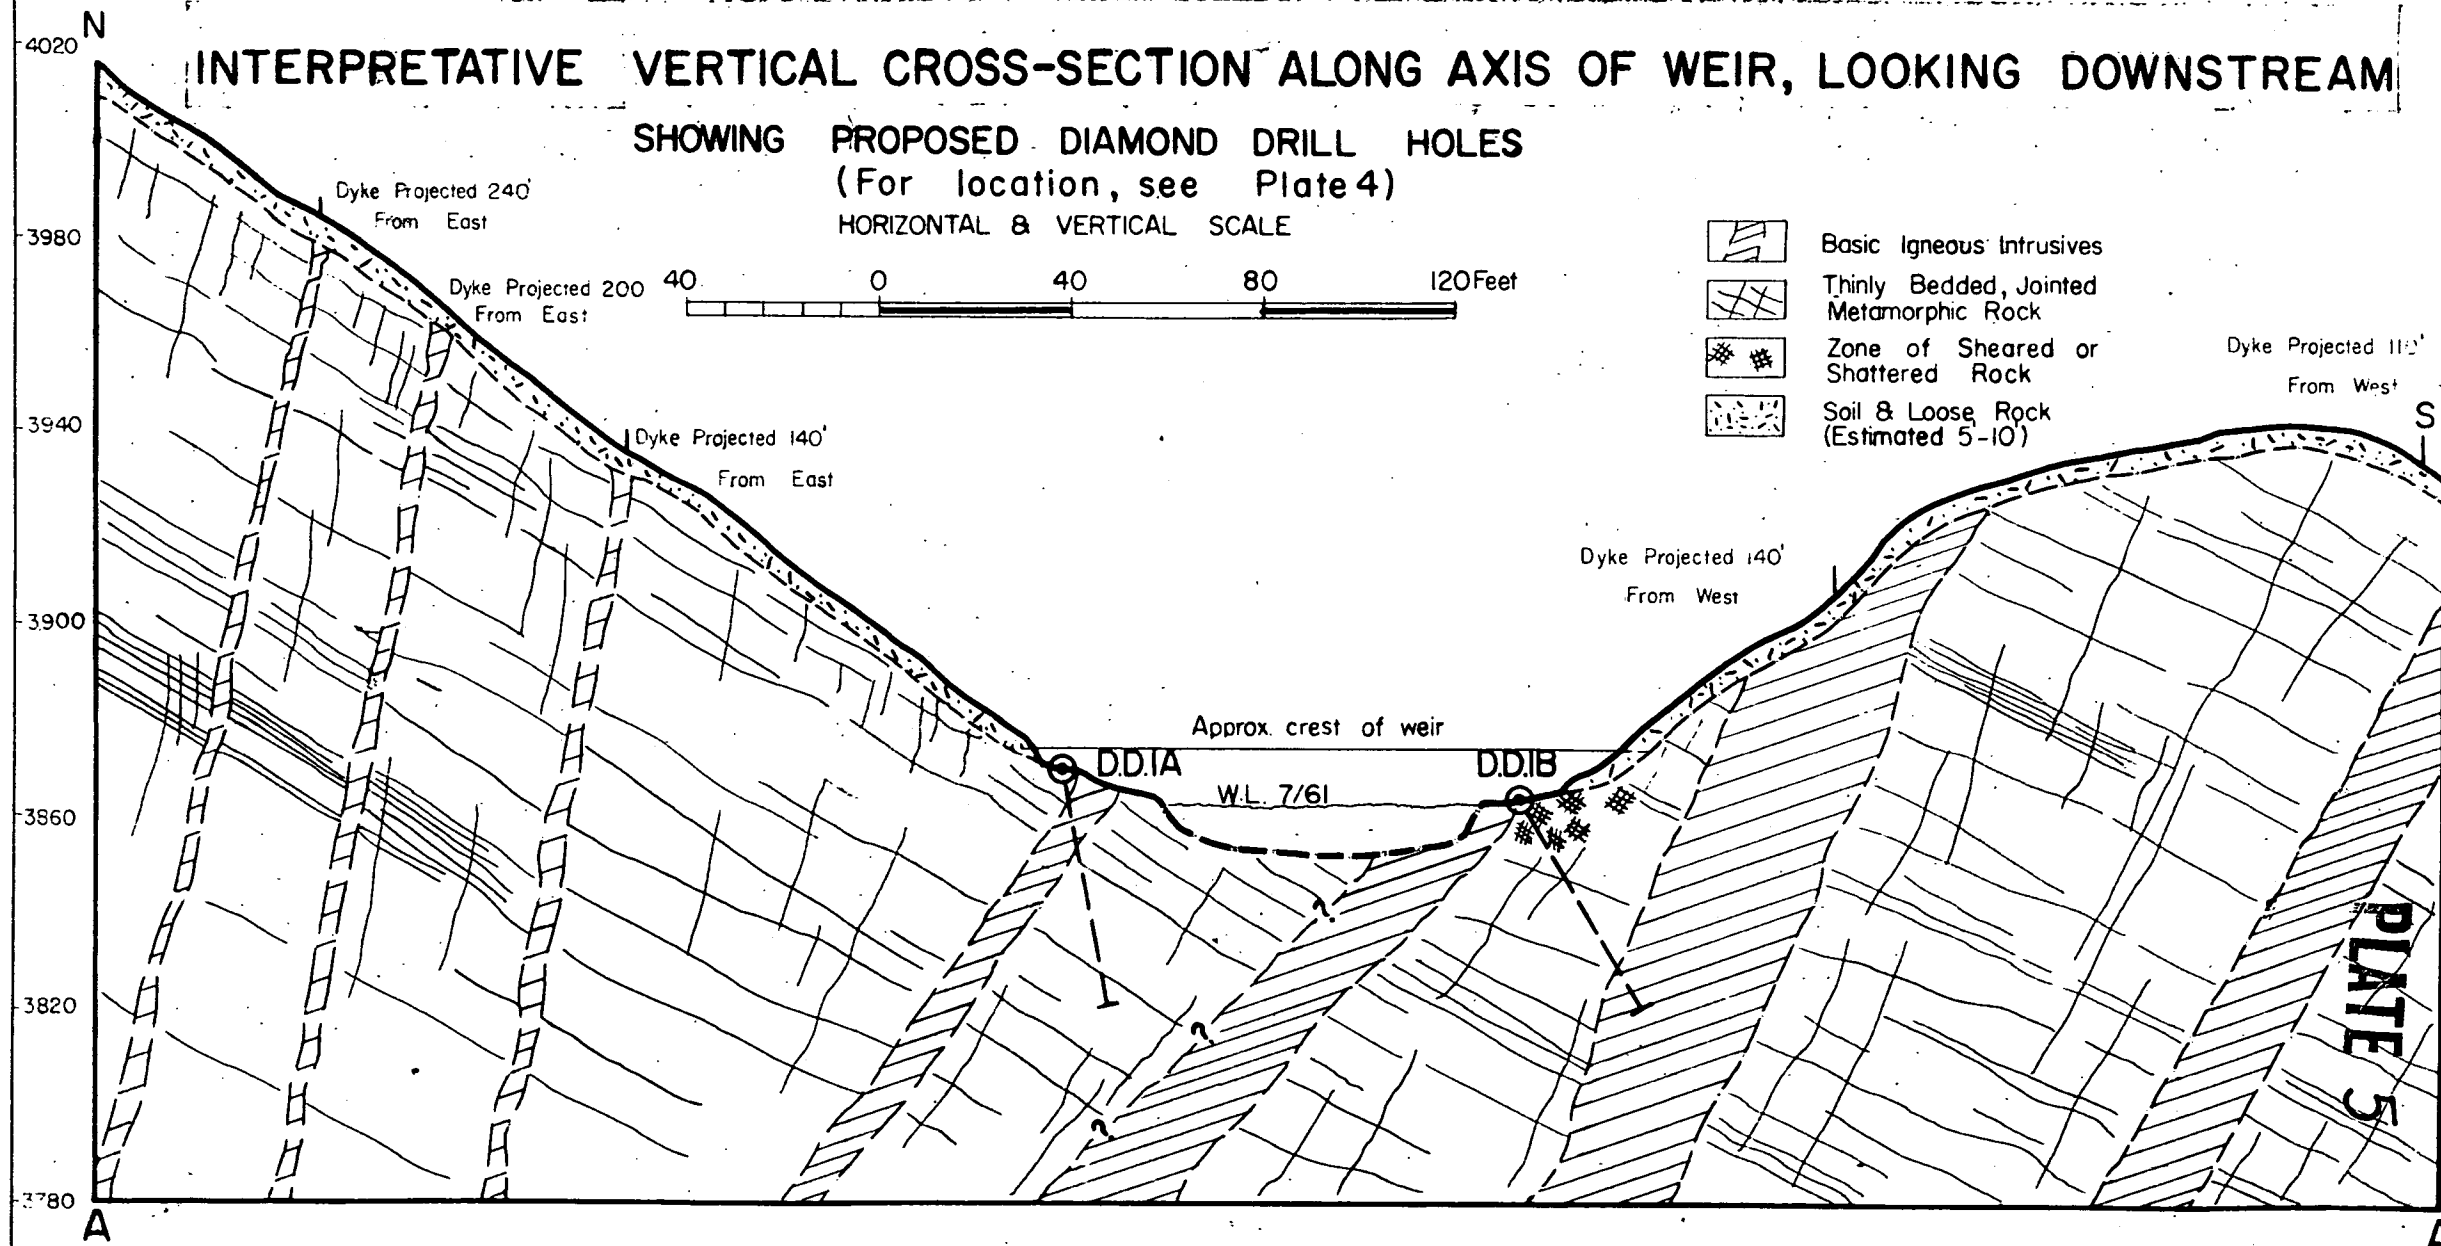 N
INTERPRETATIVE VERTICAL CROSS-SECTION ALONG AXIS OF WEIR, LOOKING DOWNSTREAM
SHOWING PROPOSED DIAMOND DRILL HOLES
(For location, see Plate 4)
HORIZONTAL & VERTICAL SCALE
40 0 40 80 120 Feet
4020
3980
3940
3900
3860
3820
3780
Dyke Projected 240'
From East
Dyke Projected 200
From East
Dyke Projected 140'
From East
Basic Igneous Intrusives
Thinly Bedded, Jointed
Metamorphic Rock
Zone of Sheared or
Shattered Rock
Soil & Loose Rock
(Estimated 5-10')
Dyke Projected
From West
S
Dyke Projected 140'
From West
Approx. crest of weir
D.D.1A
D.D.1B
W.L. 7/61
?
?
?
PLATE 5
A